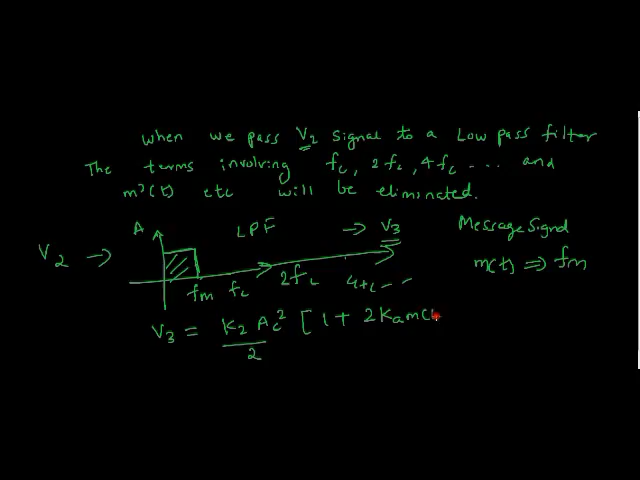 when we pass V2 signal to a Low pass filter
The terms involving fc, 2fc, 4fc ... and
m²(t) etc will be eliminated.
A LPF → V3 Message Signal
V2 → m(t) ⇒ fm
fm fc 2fc 4fc - -
V3 = K2 Ac² / 2 [ 1 + 2Kam(